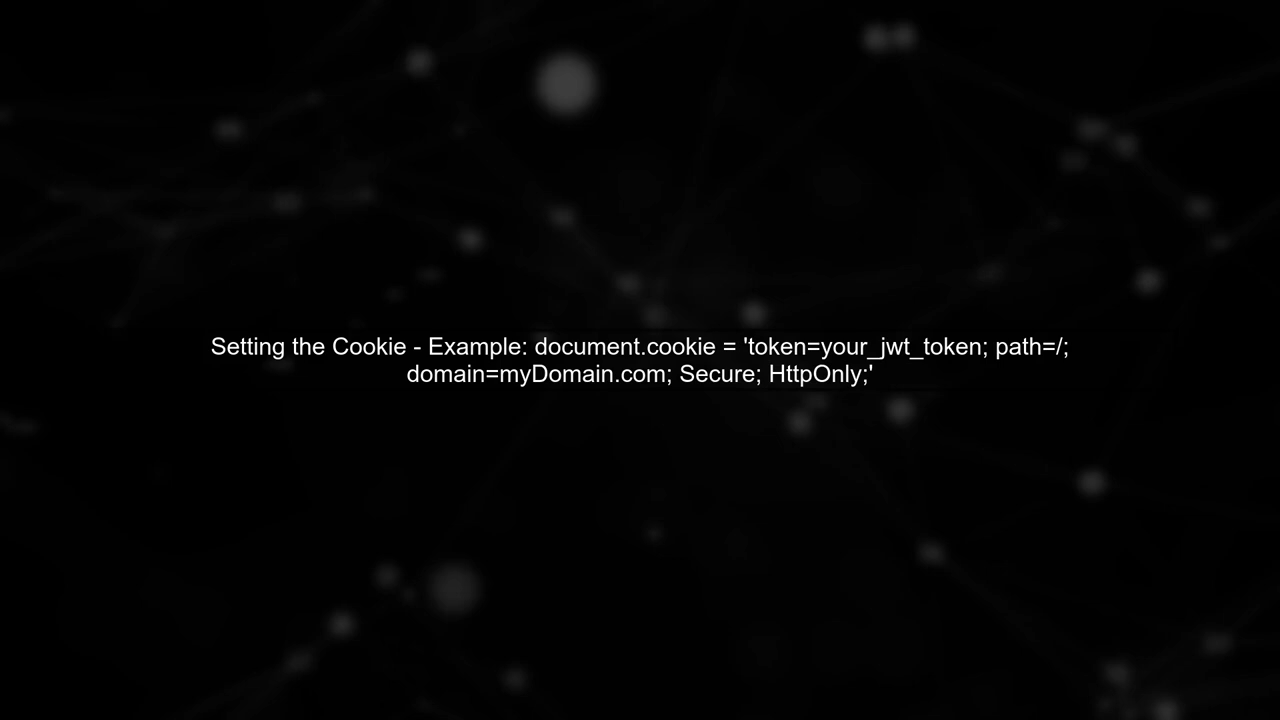 Setting the Cookie - Example: document.cookie = 'token=your_jwt_token; path=/;
domain=myDomain.com; Secure; HttpOnly;'